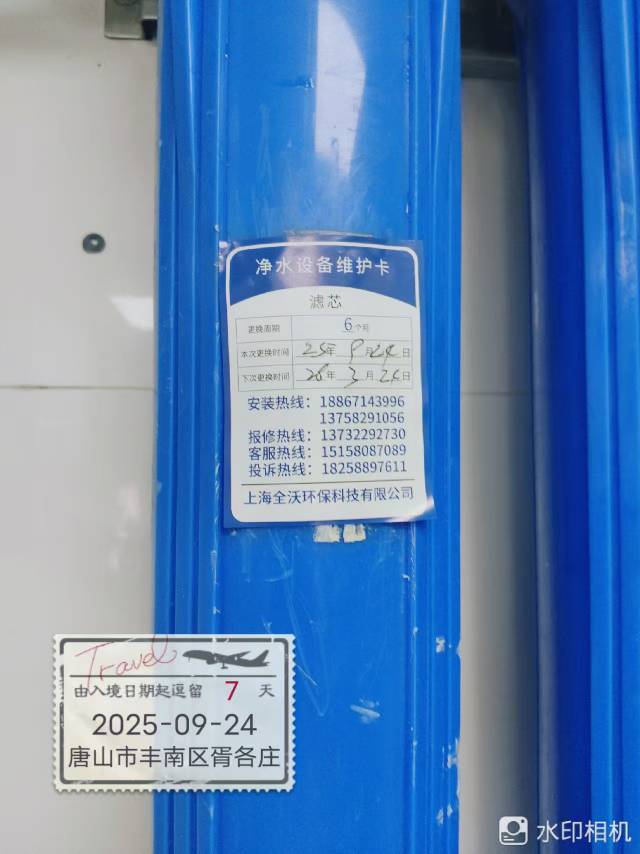 净水设备维护卡
滤芯
更换周期 6个月
本次更换时间 25年9月24日
下次更换时间 26年3月24日
安装热线：18867143996
13758291056
报修热线：13732292730
客服热线：15158087089
投诉热线：18258897611
上海全沃环保科技有限公司
Travel
由入境日期起逗留 7 天
2025-09-24
唐山市丰南区胥各庄
水印相机